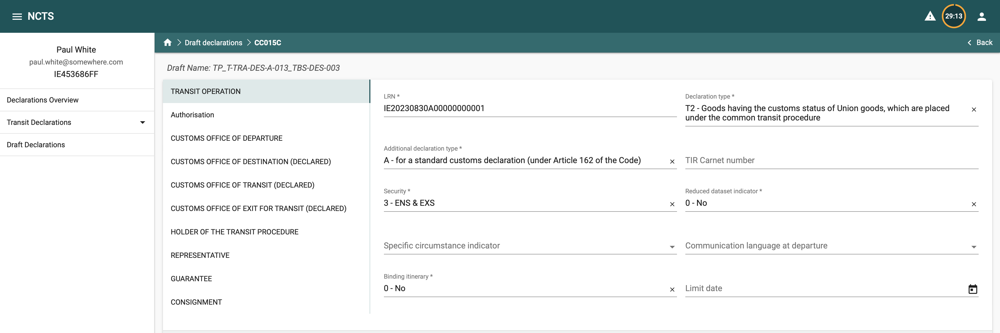 NCTS
29:13
Paul White
paul.white@somewhere.com
IE453686FF
Declarations Overview
Transit Declarations
Draft Declarations
Draft declarations
CC015C
Back
Draft Name: TP_T-TRA-DES-A-013_TBS-DES-003
TRANSIT OPERATION
Authorisation
CUSTOMS OFFICE OF DEPARTURE
CUSTOMS OFFICE OF DESTINATION (DECLARED)
CUSTOMS OFFICE OF TRANSIT (DECLARED)
CUSTOMS OFFICE OF EXIT FOR TRANSIT (DECLARED)
HOLDER OF THE TRANSIT PROCEDURE
REPRESENTATIVE
GUARANTEE
CONSIGNMENT
LRN *
IE20230830A00000000001
Declaration type *
T2 - Goods having the customs status of Union goods, which are placed
under the common transit procedure
Additional declaration type *
A - for a standard customs declaration (under Article 162 of the Code)
TIR Carnet number
Security *
3 - ENS & EXS
Reduced dataset indicator *
0 - No
Specific circumstance indicator
Communication language at departure
Binding itinerary *
0 - No
Limit date